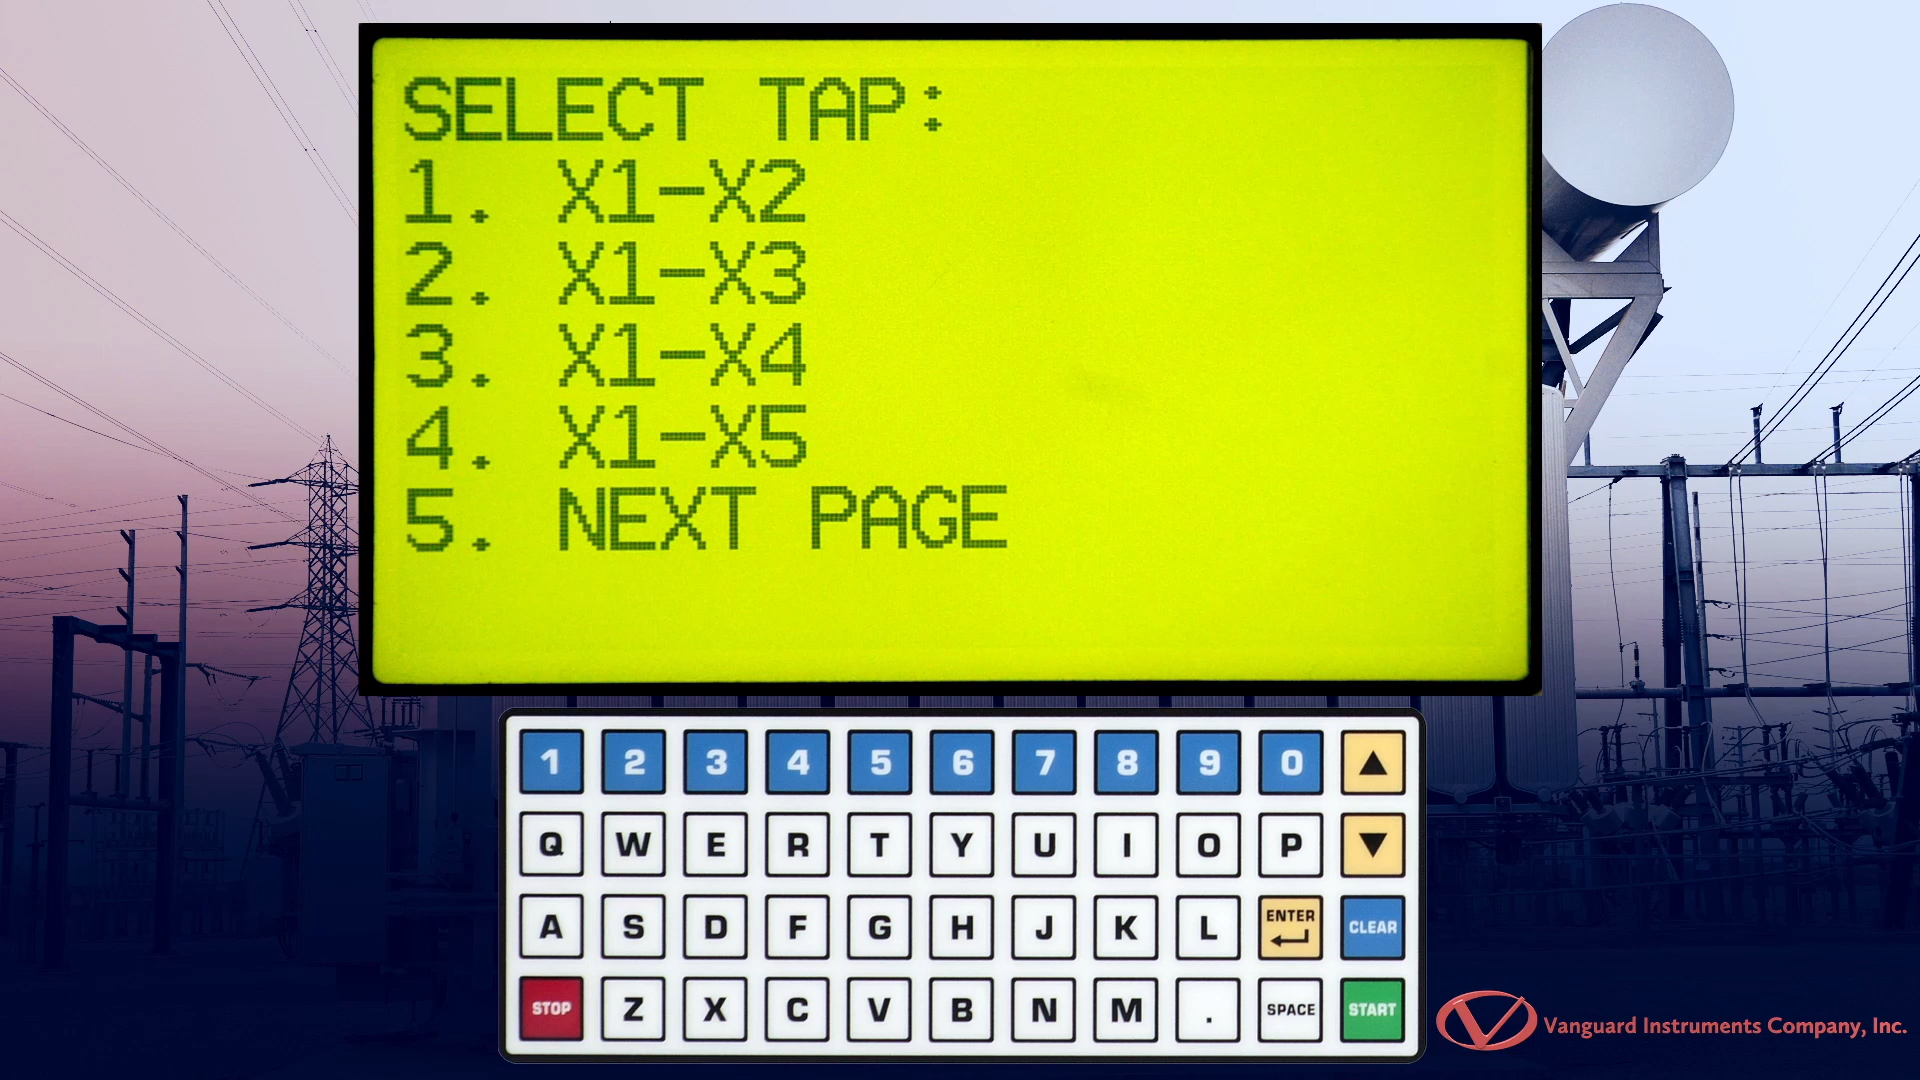 SELECT TAP:
1. X1-X2
2. X1-X3
3. X1-X4
4. X1-X5
5. NEXT PAGE
1 2 3 4 5 6 7 8 9 0 ▲
Q W E R T Y U I O P ▼
A S D F G H J K L ENTER CLEAR
STOP Z X C V B N M . SPACE START
V Vanguard Instruments Company, Inc.